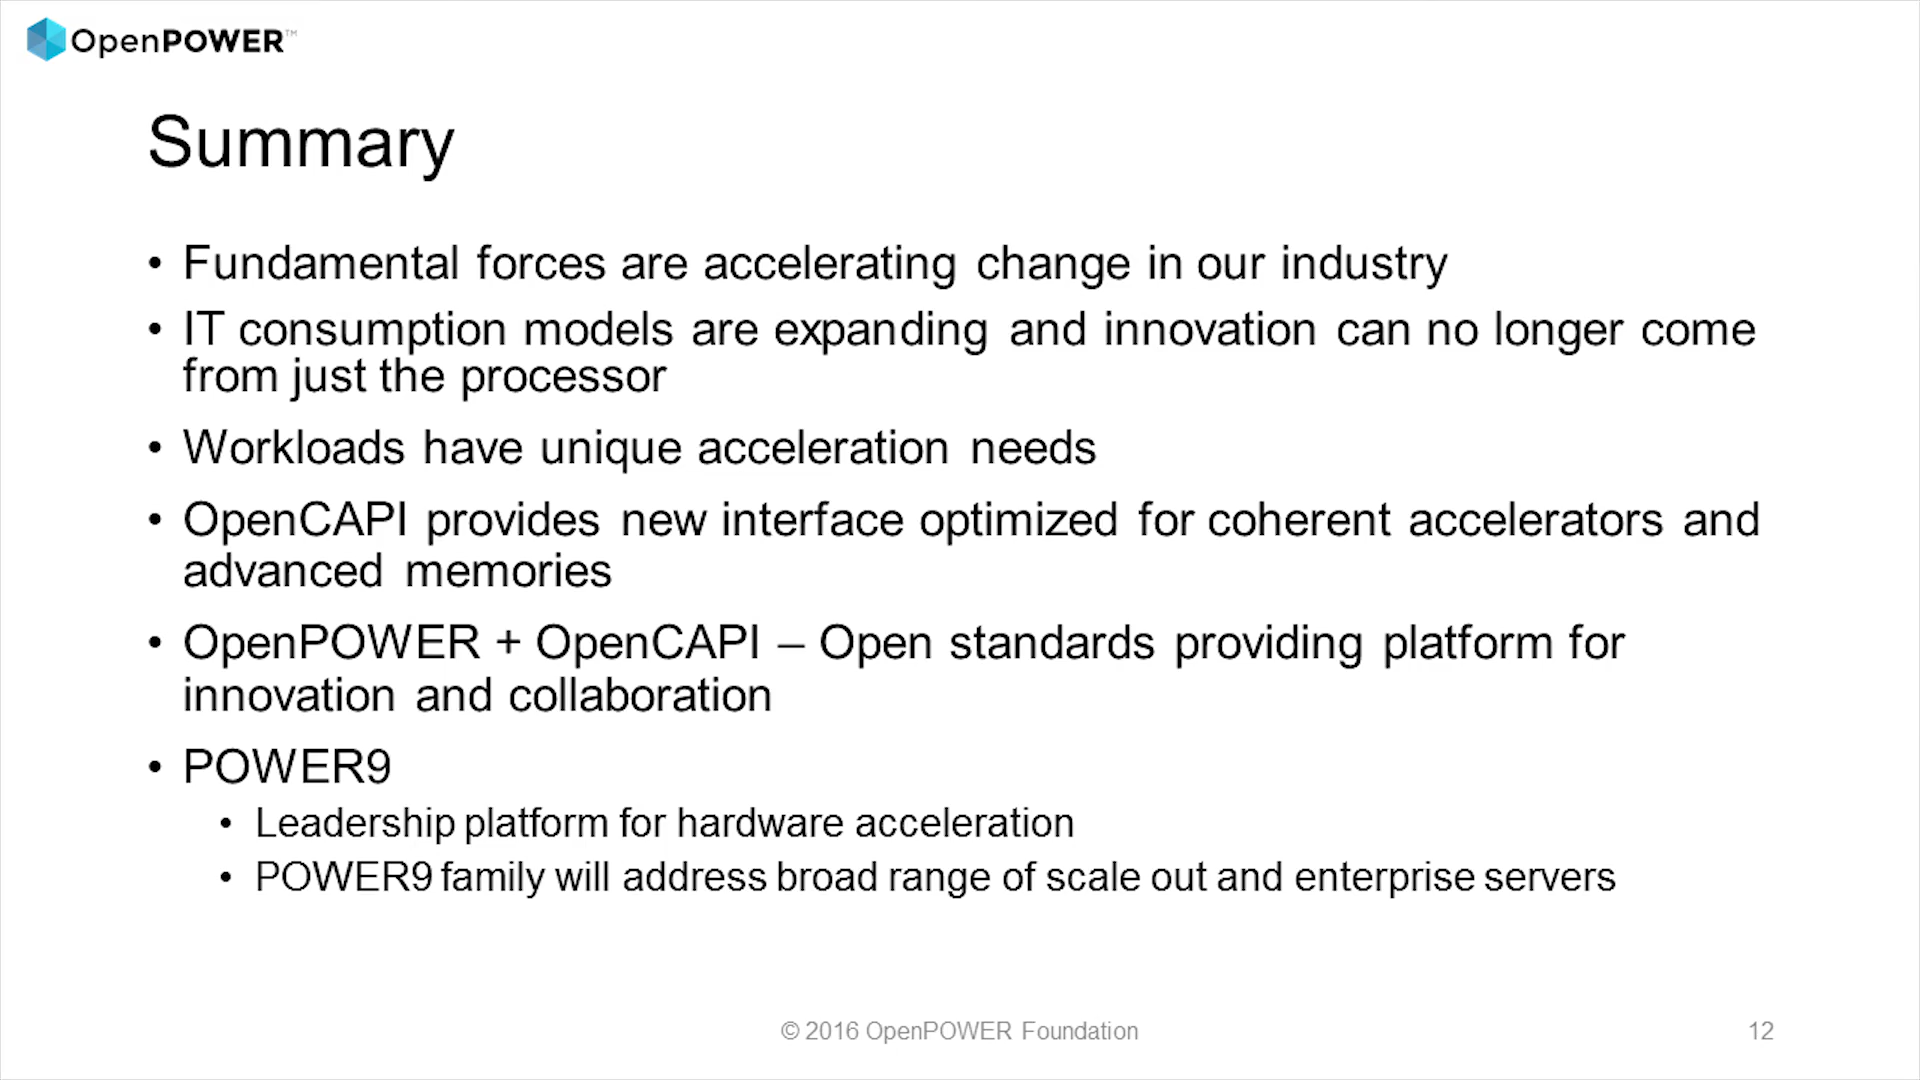 OpenPOWER™
Summary
• Fundamental forces are accelerating change in our industry
• IT consumption models are expanding and innovation can no longer come
from just the processor
• Workloads have unique acceleration needs
• OpenCAPI provides new interface optimized for coherent accelerators and
advanced memories
• OpenPOWER + OpenCAPI – Open standards providing platform for
innovation and collaboration
• POWER9
• Leadership platform for hardware acceleration
• POWER9 family will address broad range of scale out and enterprise servers
© 2016 OpenPOWER Foundation
12